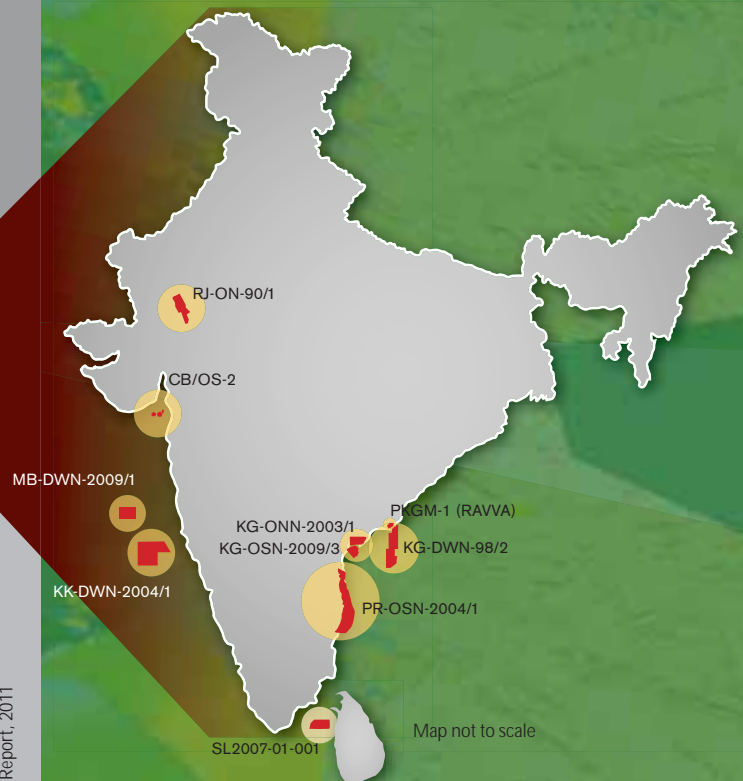 RJ-ON-90/1
CB/OS-2
MB-DWN-2009/1
PKGM-1 (RAVVA)
KG-ONN-2003/1
KG-OSN-2009/3
KG-DWN-98/2
KK-DWN-2004/1
PR-OSN-2004/1
SL2007-01-001
Map not to scale
Report, 2011